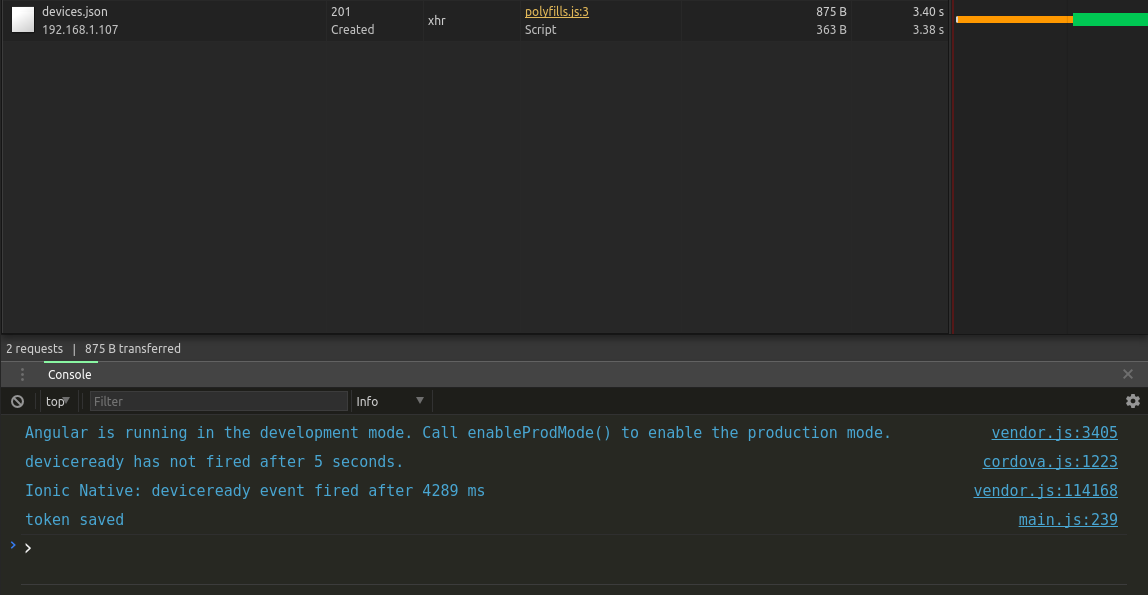 devices.json 201 xhr polyfills.js:3 875 B 3.40 s
192.168.1.107 Created Script 363 B 3.38 s
2 requests | 875 B transferred
Console
top Filter Info
Angular is running in the development mode. Call enableProdMode() to enable the production mode. vendor.js:3405
deviceready has not fired after 5 seconds. cordova.js:1223
Ionic Native: deviceready event fired after 4289 ms vendor.js:114168
token saved main.js:239